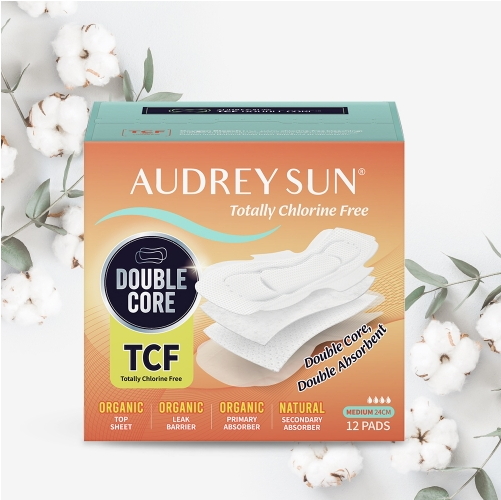 TCF
AUDREY SUN®
Totally Chlorine Free
DOUBLE
CORE
TCF
Totally Chlorine Free
Double Core,
Double Absorbent
ORGANIC
TOP
SHEET
ORGANIC
LEAK
BARRIER
ORGANIC
PRIMARY
ABSORBER
NATURAL
SECONDARY
ABSORBER
MEDIUM 24CM
12 PADS